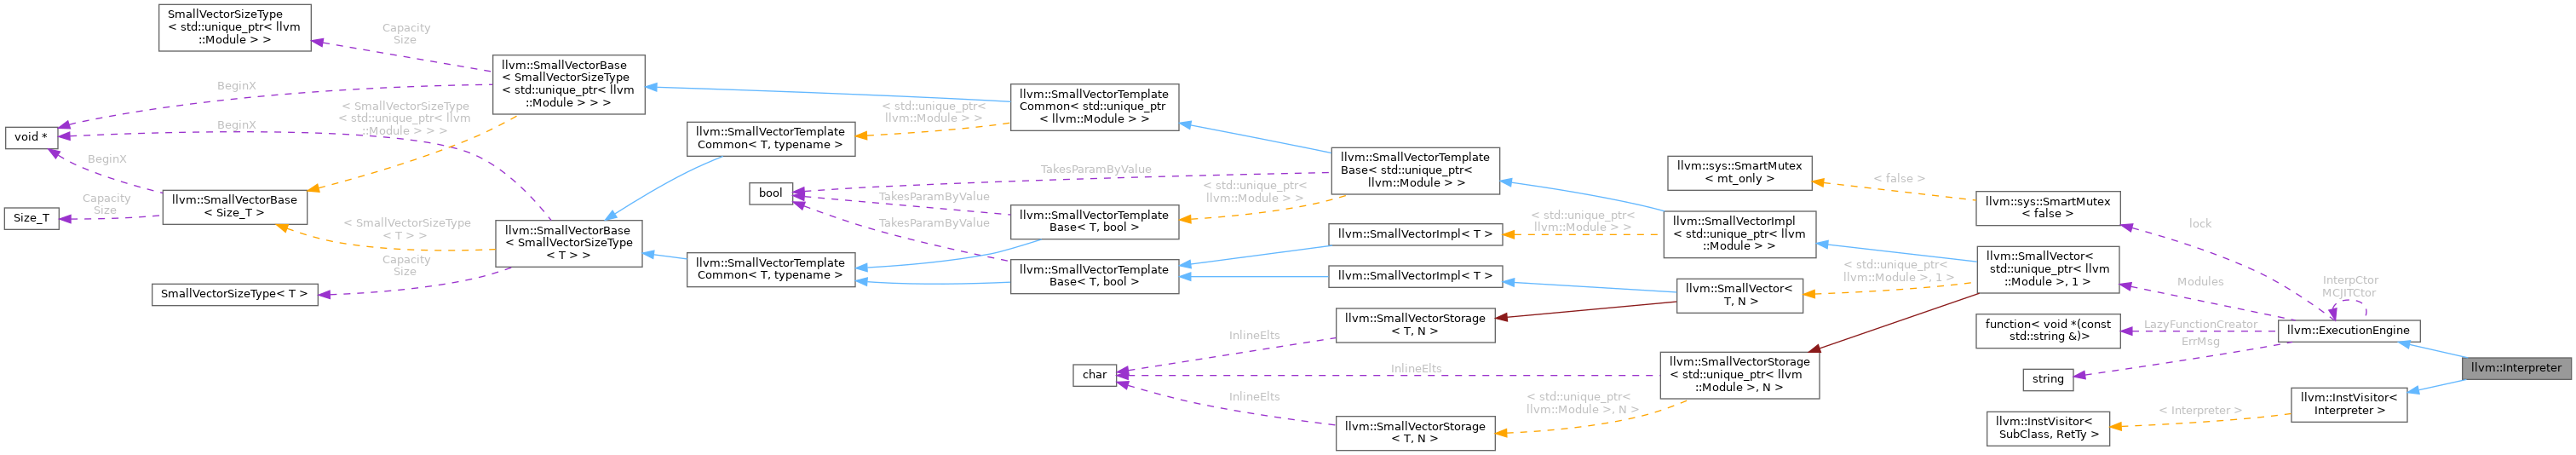 SmallVectorSizeType
< std::unique_ptr< llvm
::Module > >
Capacity
Size
llvm::SmallVectorBase
< SmallVectorSizeType
< std::unique_ptr< llvm
::Module > > >
BeginX
< SmallVectorSizeType
< std::unique_ptr< llvm
::Module > > >
BeginX
void *
BeginX
llvm::SmallVectorBase
< Size_T >
Capacity
Size
Size_T
< SmallVectorSizeType
< T > >
Capacity
Size
SmallVectorSizeType< T >
llvm::SmallVectorBase
< SmallVectorSizeType
< T > >
llvm::SmallVectorTemplate
Common< T, typename >
llvm::SmallVectorTemplate
Common< T, typename >
< std::unique_ptr<
llvm::Module > >
llvm::SmallVectorTemplate
Common< std::unique_ptr
< llvm::Module > >
bool
TakesParamByValue
TakesParamByValue
TakesParamByValue
llvm::SmallVectorTemplate
Base< T, bool >
llvm::SmallVectorTemplate
Base< T, bool >
< std::unique_ptr<
llvm::Module > >
llvm::SmallVectorTemplate
Base< std::unique_ptr<
llvm::Module > >
llvm::SmallVectorImpl< T >
llvm::SmallVectorImpl< T >
< std::unique_ptr<
llvm::Module > >
llvm::SmallVectorImpl
< std::unique_ptr< llvm
::Module > >
llvm::sys::SmartMutex
< mt_only >
< false >
llvm::sys::SmartMutex
< false >
llvm::SmallVector<
T, N >
< std::unique_ptr<
llvm::Module >, 1 >
llvm::SmallVector<
std::unique_ptr< llvm
::Module >, 1 >
llvm::SmallVectorStorage
< T, N >
char
InlineElts
InlineElts
InlineElts
llvm::SmallVectorStorage
< std::unique_ptr< llvm
::Module >, N >
< std::unique_ptr<
llvm::Module >, N >
llvm::SmallVectorStorage
< T, N >
function< void *(const
std::string &)>
string
lock
Modules
LazyFunctionCreator
ErrMsg
InterpCtor
MCJITCtor
llvm::ExecutionEngine
llvm::Interpreter
llvm::InstVisitor<
Interpreter >
< Interpreter >
llvm::InstVisitor<
SubClass, RetTy >